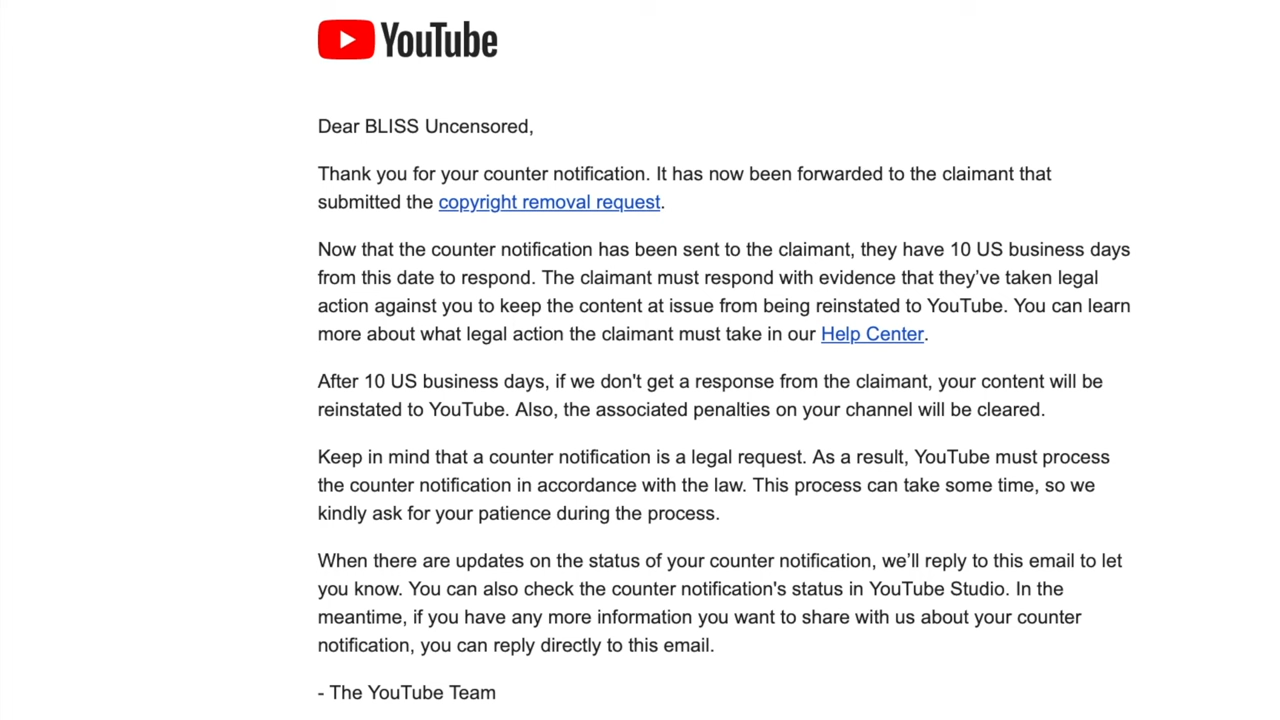 YouTube
Dear BLISS Uncensored,
Thank you for your counter notification. It has now been forwarded to the claimant that
submitted the copyright removal request.
Now that the counter notification has been sent to the claimant, they have 10 US business days
from this date to respond. The claimant must respond with evidence that they’ve taken legal
action against you to keep the content at issue from being reinstated to YouTube. You can learn
more about what legal action the claimant must take in our Help Center.
After 10 US business days, if we don't get a response from the claimant, your content will be
reinstated to YouTube. Also, the associated penalties on your channel will be cleared.
Keep in mind that a counter notification is a legal request. As a result, YouTube must process
the counter notification in accordance with the law. This process can take some time, so we
kindly ask for your patience during the process.
When there are updates on the status of your counter notification, we’ll reply to this email to let
you know. You can also check the counter notification's status in YouTube Studio. In the
meantime, if you have any more information you want to share with us about your counter
notification, you can reply directly to this email.
- The YouTube Team